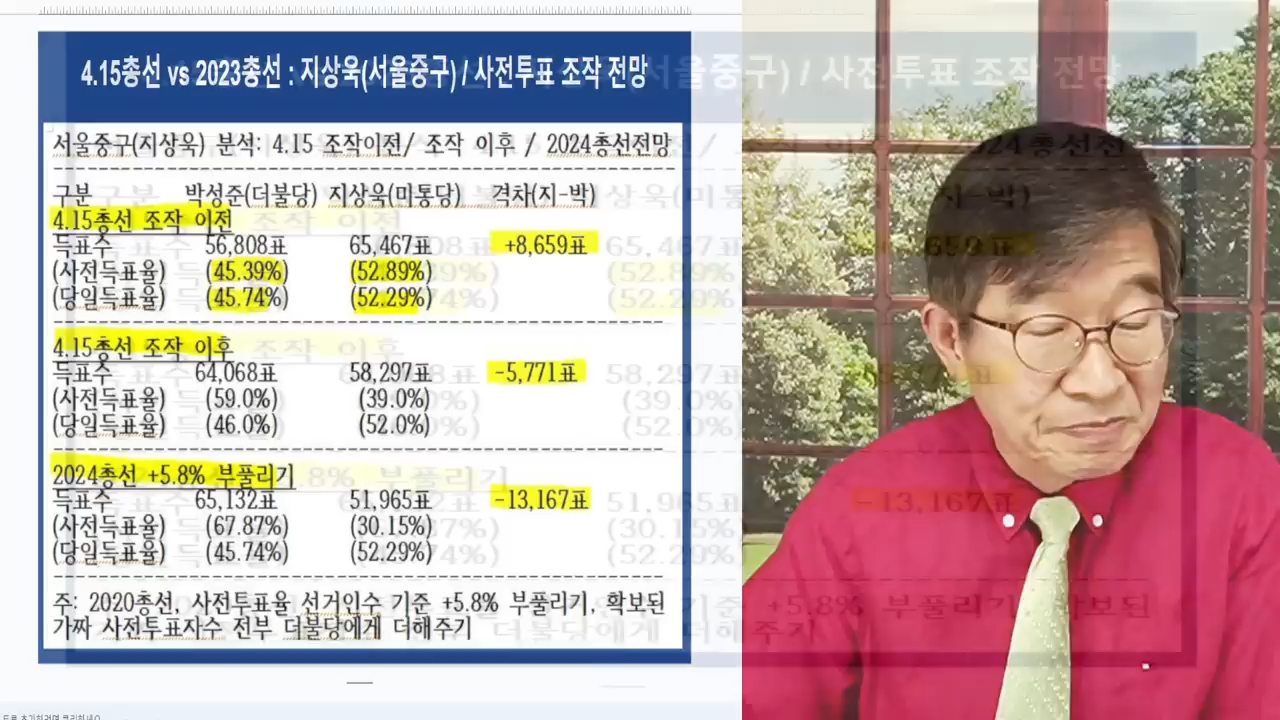 4.15총선 vs 2023총선 : 지상욱(서울중구) / 사전투표 조작 전망
서울중구(지상욱) 분석: 4.15 조작이전/ 조작 이후 / 2024총선전망
구분 박성준(더불당) 지상욱(미통당) 격차(지-박)
4.15총선 조작 이전
득표수 56,808표 65,467표 +8,659표
(사전득표율) (45.39%) (52.89%)
(당일득표율) (45.74%) (52.29%)
4.15총선 조작 이후
득표수 64,068표 58,297표 -5,771표
(사전득표율) (59.0%) (39.0%)
(당일득표율) (46.0%) (52.0%)
2024총선 +5.8% 부풀리기
득표수 65,132표 51,965표 -13,167표
(사전득표율) (67.87%) (30.15%)
(당일득표율) (45.74%) (52.29%)
주: 2020총선, 사전투표율 선거인수 기준 +5.8% 부풀리기, 확보된
가짜 사전투표자수 전부 더불당에게 더해주기